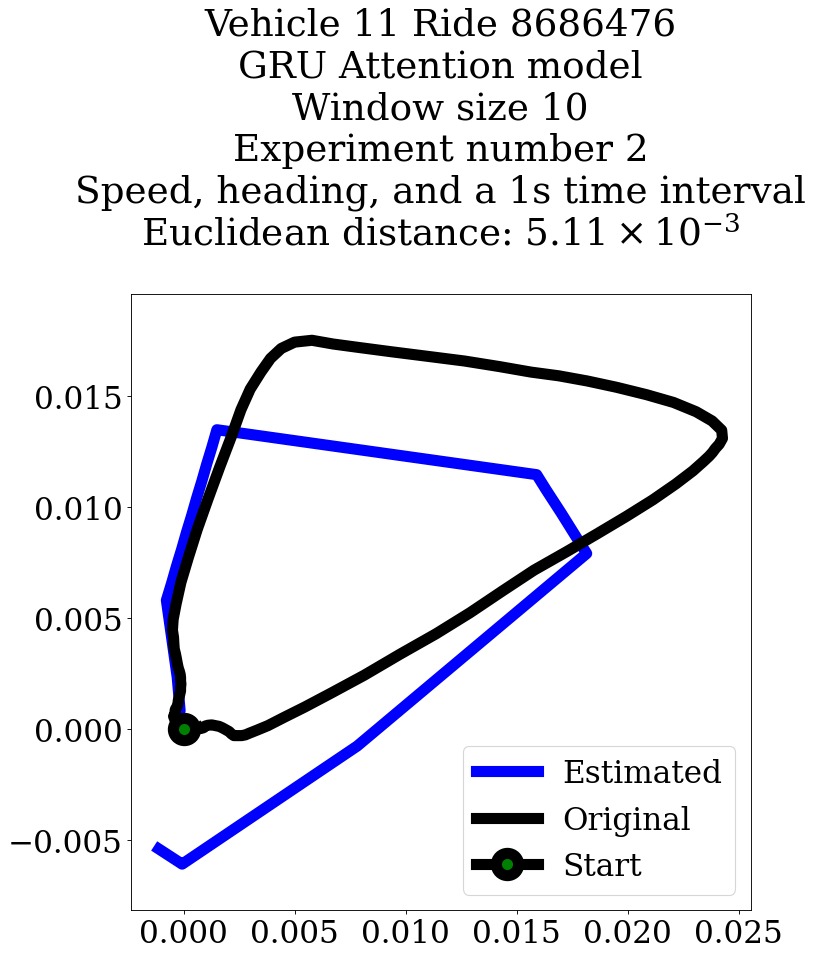 Vehicle 11 Ride 8686476
GRU Attention model
Window size 10
Experiment number 2
Speed, heading, and a 1s time interval
Euclidean distance: 5.11 × 10⁻³
0.015
0.010
0.005
0.000
−0.005
Estimated
Original
Start
0.000 0.005 0.010 0.015 0.020 0.025